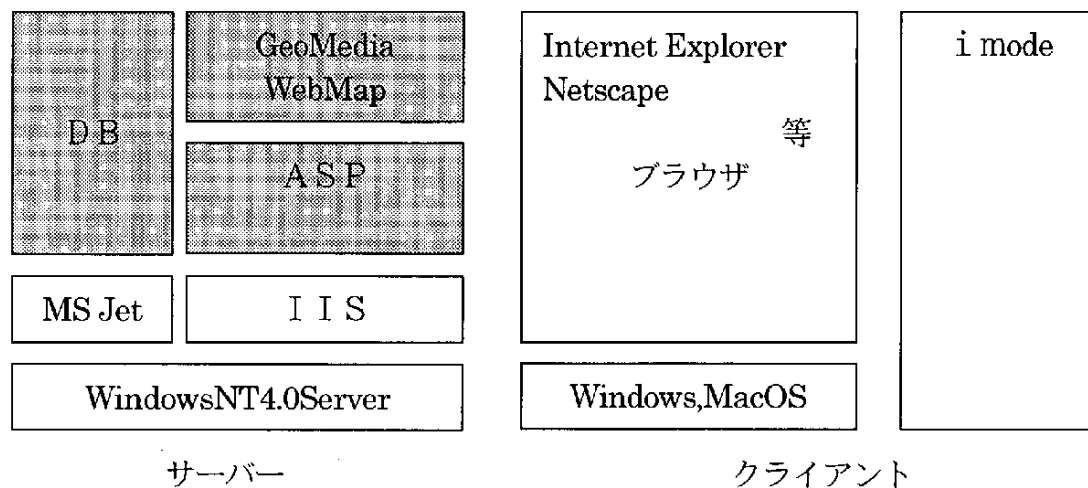 DB
GeoMedia
WebMap
ASP
MS Jet
IIS
WindowsNT4.0Server
サーバー
Internet Explorer
Netscape
等
ブラウザ
Windows,MacOS
i mode
クライアント